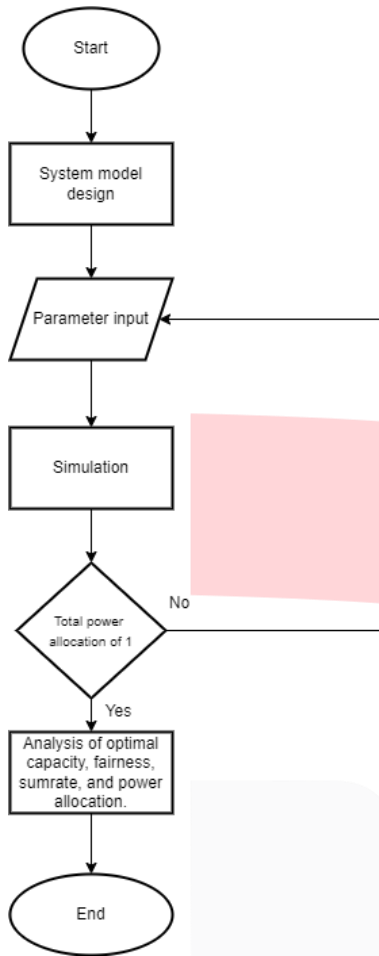 Start
System model
design
Parameter input
Simulation
Total power
allocation of 1
No
Yes
Analysis of optimal
capacity, fairness,
sumrate, and power
allocation.
End